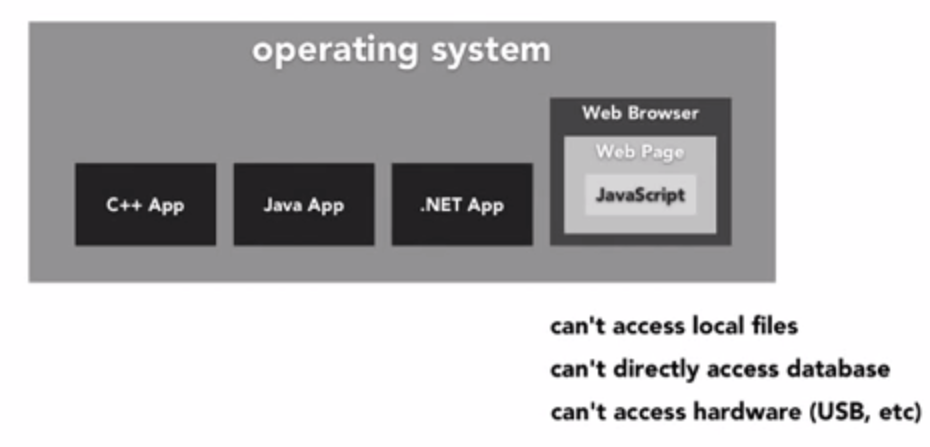 operating system
Web Browser
Web Page
JavaScript
C++ App
Java App
.NET App
can't access local files
can't directly access database
can't access hardware (USB, etc)